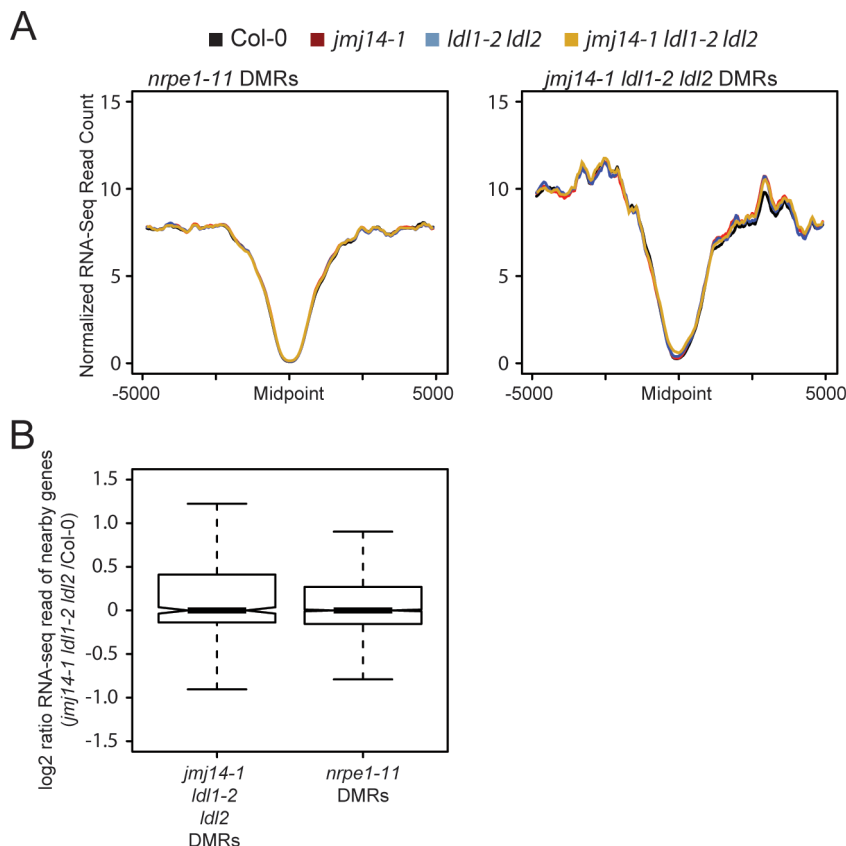 A
Col-0 jmj14-1 ldl1-2 ldl2 jmj14-1 ldl1-2 ldl2
nrpe1-11 DMRs
jmj14-1 ldl1-2 ldl2 DMRs
Normalized RNA-Seq Read Count
15
10
5
0
-5000 Midpoint 5000
15
10
5
0
-5000 Midpoint 5000
B
log2 ratio RNA-seq read of nearby genes
(jmj14-1 ldl1-2 ldl2 /Col-0)
1.5
1.0
0.5
0
-0.5
-1.0
-1.5
jmj14-1
ldl1-2
ldl2
DMRs
nrpe1-11
DMRs